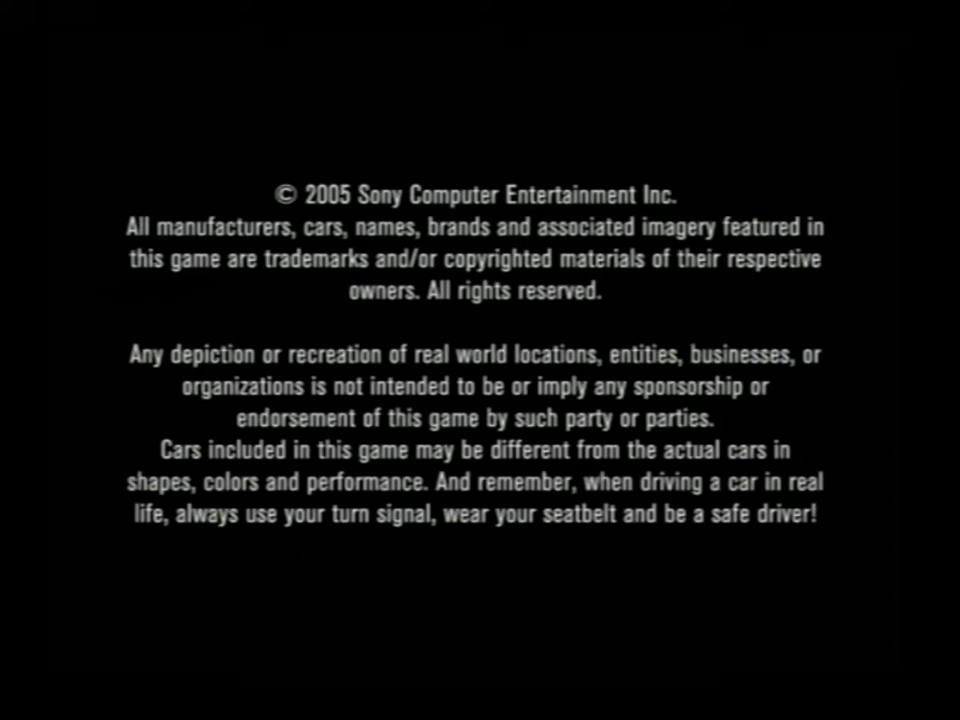 © 2005 Sony Computer Entertainment Inc.
All manufacturers, cars, names, brands and associated imagery featured in
this game are trademarks and/or copyrighted materials of their respective
owners. All rights reserved.
Any depiction or recreation of real world locations, entities, businesses, or
organizations is not intended to be or imply any sponsorship or
endorsement of this game by such party or parties.
Cars included in this game may be different from the actual cars in
shapes, colors and performance. And remember, when driving a car in real
life, always use your turn signal, wear your seatbelt and be a safe driver!